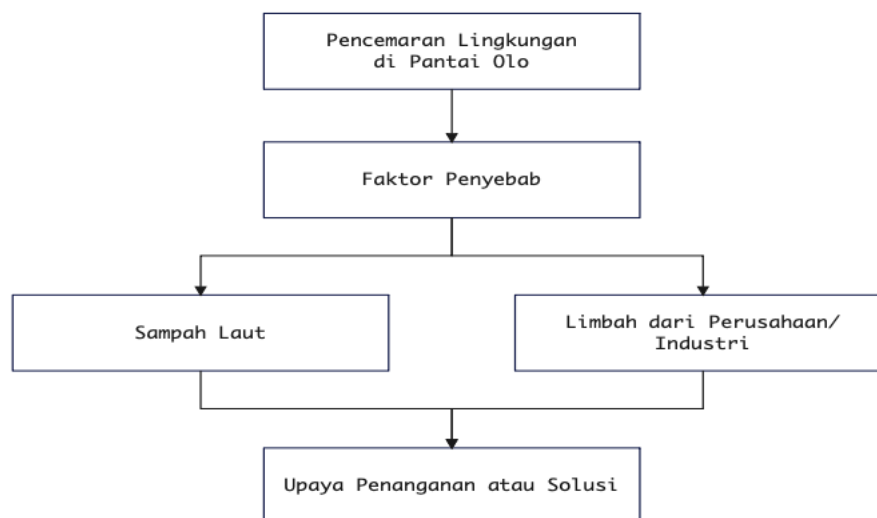 Pencemaran Lingkungan
di Pantai Olo
Faktor Penyebab
Sampah Laut
Limbah dari Perusahaan/
Industri
Upaya Penanganan atau Solusi